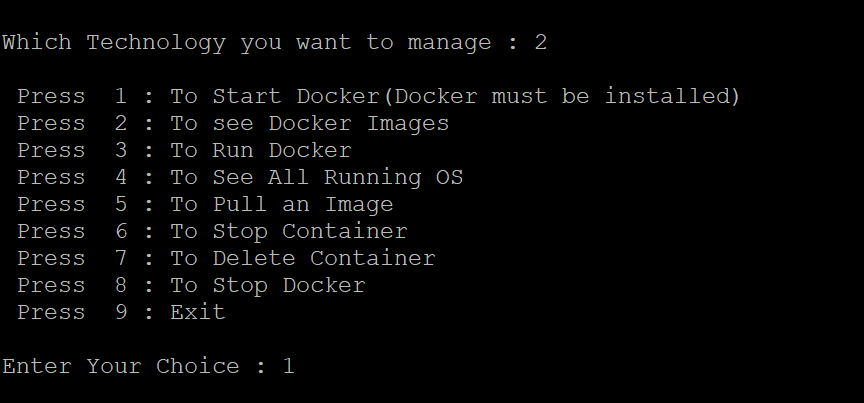 Which Technology you want to manage : 2
Press 1 : To Start Docker(Docker must be installed)
Press 2 : To see Docker Images
Press 3 : To Run Docker
Press 4 : To See All Running OS
Press 5 : To Pull an Image
Press 6 : To Stop Container
Press 7 : To Delete Container
Press 8 : To Stop Docker
Press 9 : Exit
Enter Your Choice : 1